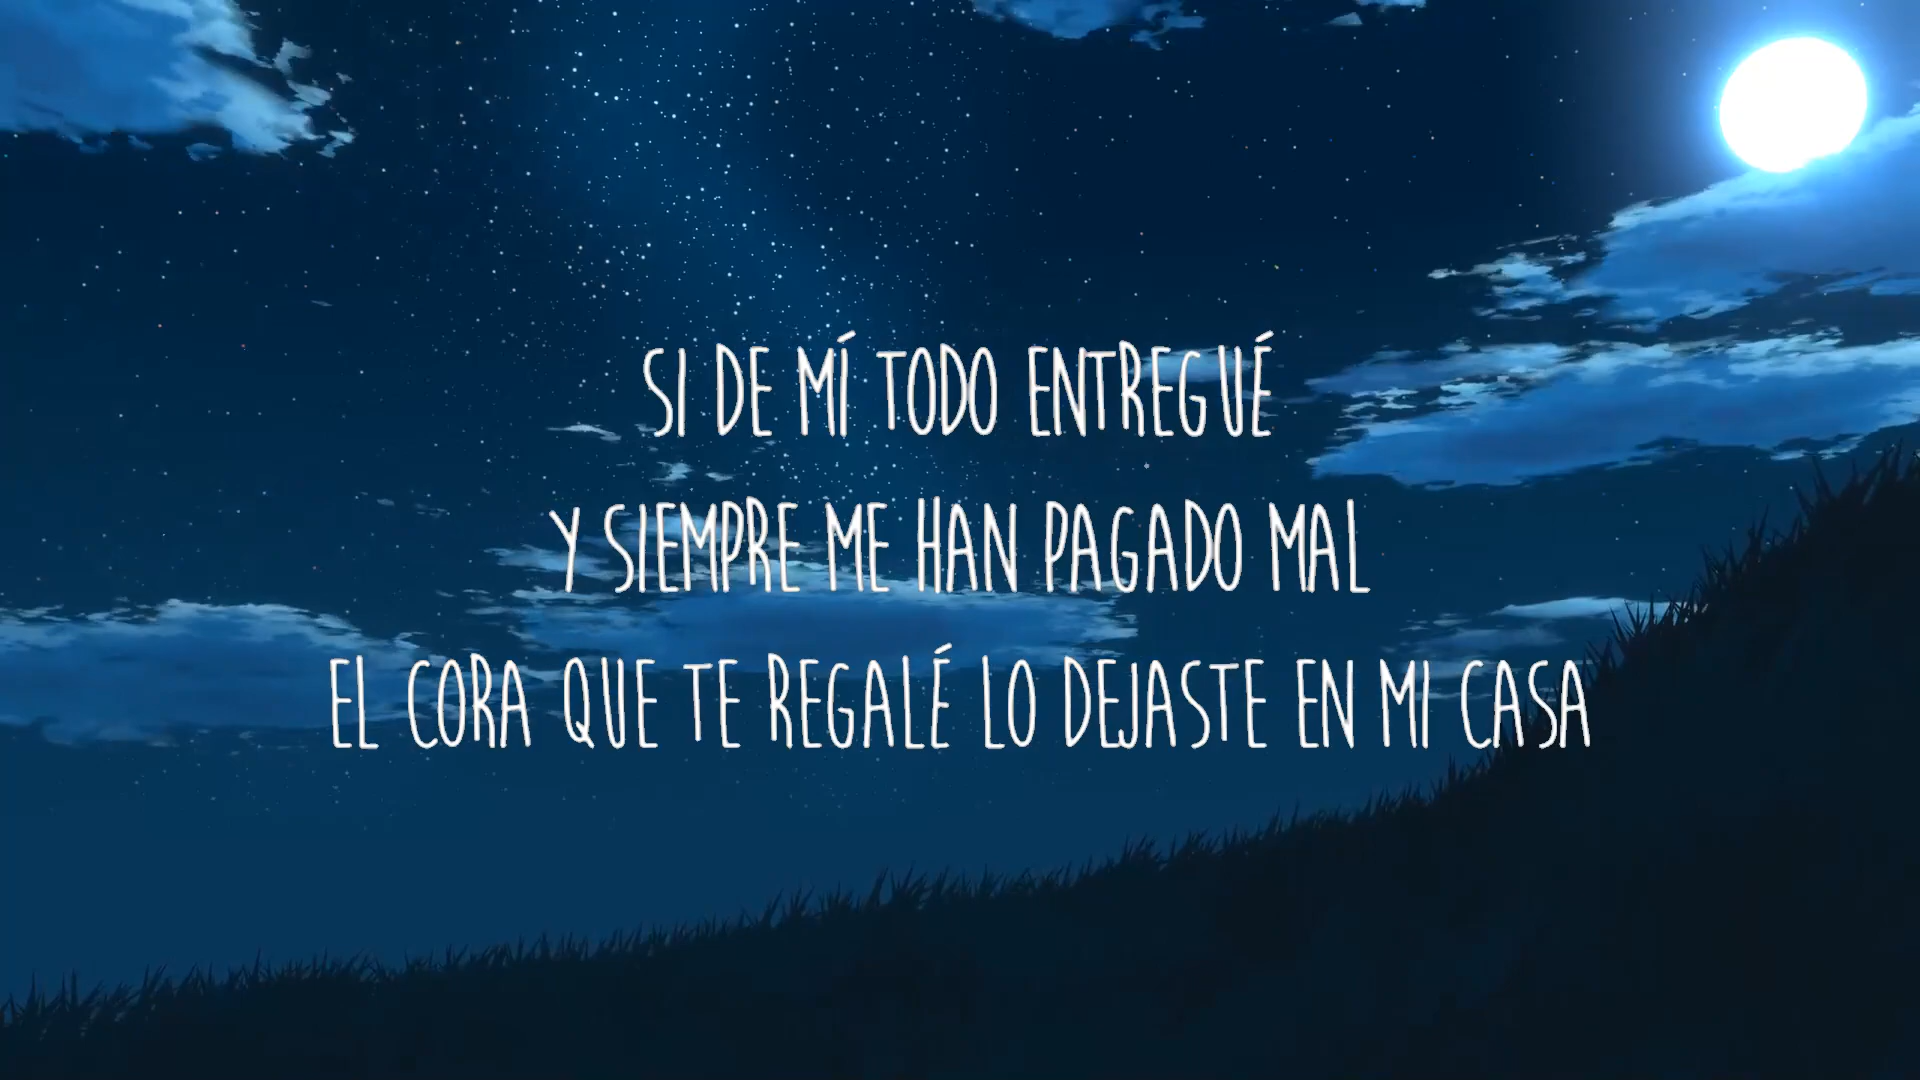 SI DE MÍ TODO ENTREGUÉ
Y SIEMPRE ME HAN PAGADO MAL
EL CORA QUE TE REGALÉ LO DEJASTE EN MI CASA